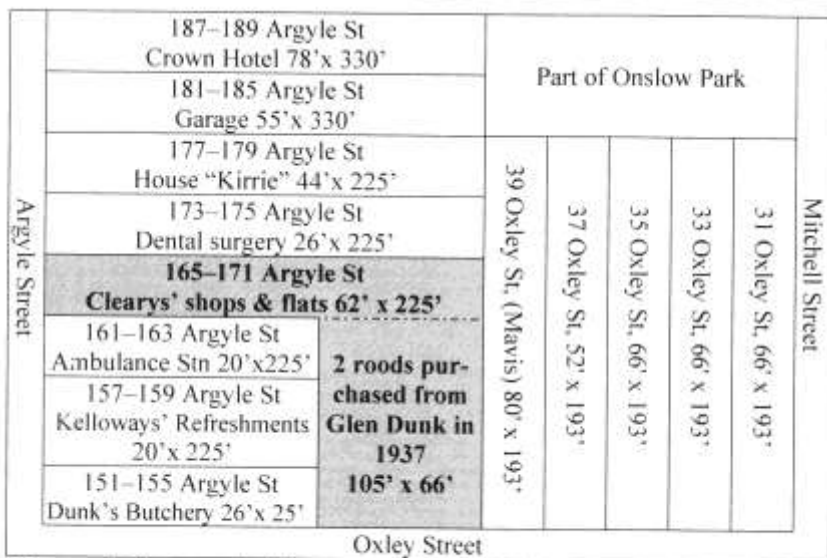 187–189 Argyle St
Crown Hotel 78’x 330’
181–185 Argyle St
Garage 55’x 330’
177–179 Argyle St
House “Kirrie” 44’x 225’
173–175 Argyle St
Dental surgery 26’x 225’
165–171 Argyle St
Clearys’ shops & flats 62’ x 225’
161–163 Argyle St
Ambulance Stn 20’x225’
157–159 Argyle St
Kelloways’ Refreshments
20’x 225’
151–155 Argyle St
Dunk’s Butchery 26’x 25’
2 roods pur-
chased from
Glen Dunk in
1937
105’ x 66’
Part of Onslow Park
39 Oxley St, (Mavis) 80’ x 193’
37 Oxley St, 52’ x 193’
35 Oxley St, 66’ x 193’
33 Oxley St, 66’ x 193’
31 Oxley St, 66’ x 193’
Argyle Street
Mitchell Street
Oxley Street